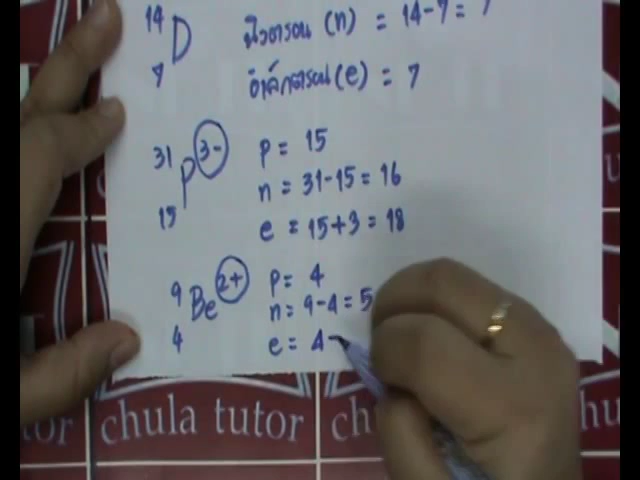 14
D นิวตรอน (n) = 14-7 = 7
7 อิเล็กตรอน (e) = 7
31 P 3- p = 15
15 n = 31-15 = 16
e = 15+3 = 18
9 Be 2+ p = 4
4 n = 9-4 = 5
e = 4-
chula tutor
tor